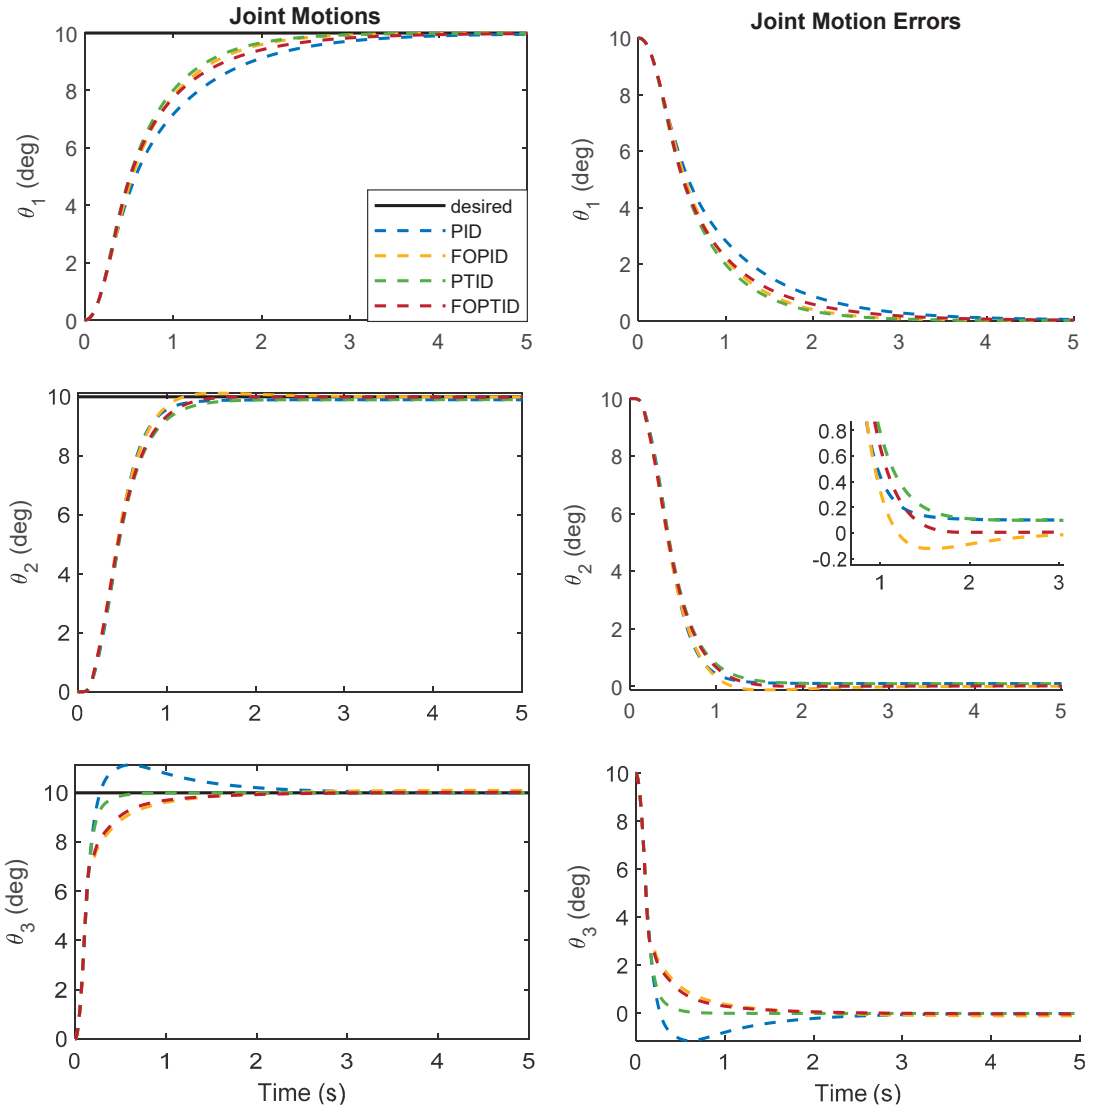 Joint Motions
10
8
6
4
2
0
θ1 (deg)
0 1 2 3 4 5
desired
PID
FOPID
PTID
FOPTID
Joint Motion Errors
10
8
6
4
2
0
θ1 (deg)
0 1 2 3 4 5
10
8
6
4
2
0
θ2 (deg)
0 1 2 3 4 5
10
8
6
4
2
0
θ2 (deg)
0 1 2 3 4 5
0.8
0.6
0.4
0.2
0
-0.2
1 2 3
10
8
6
4
2
0
θ3 (deg)
0 1 2 3 4 5
Time (s)
10
8
6
4
2
0
θ3 (deg)
0 1 2 3 4 5
Time (s)